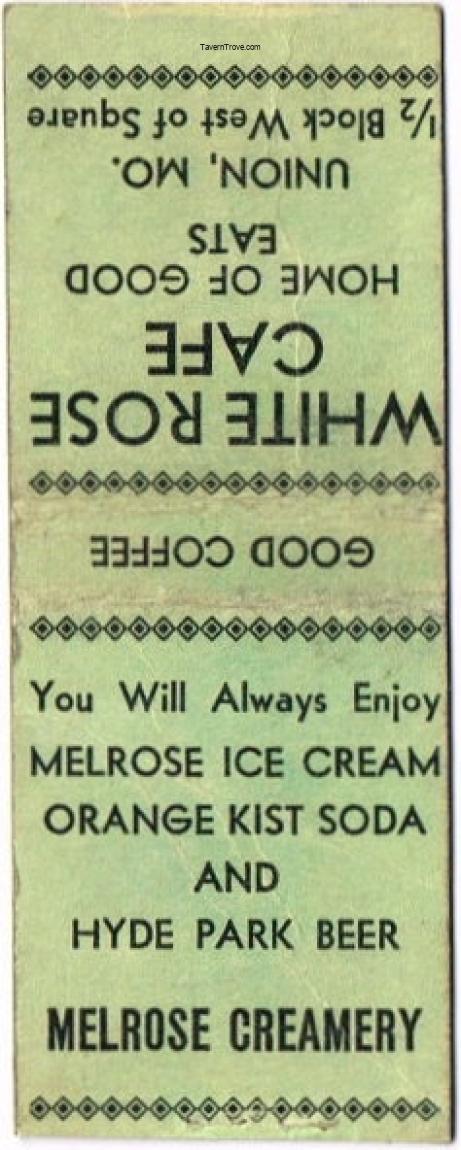 TavernTrove.com
WHITE ROSE
CAFE
HOME OF GOOD
EATS
UNION, MO.
1/2 Block West of Square
GOOD COFFEE
You Will Always Enjoy
MELROSE ICE CREAM
ORANGE KIST SODA
AND
HYDE PARK BEER
MELROSE CREAMERY